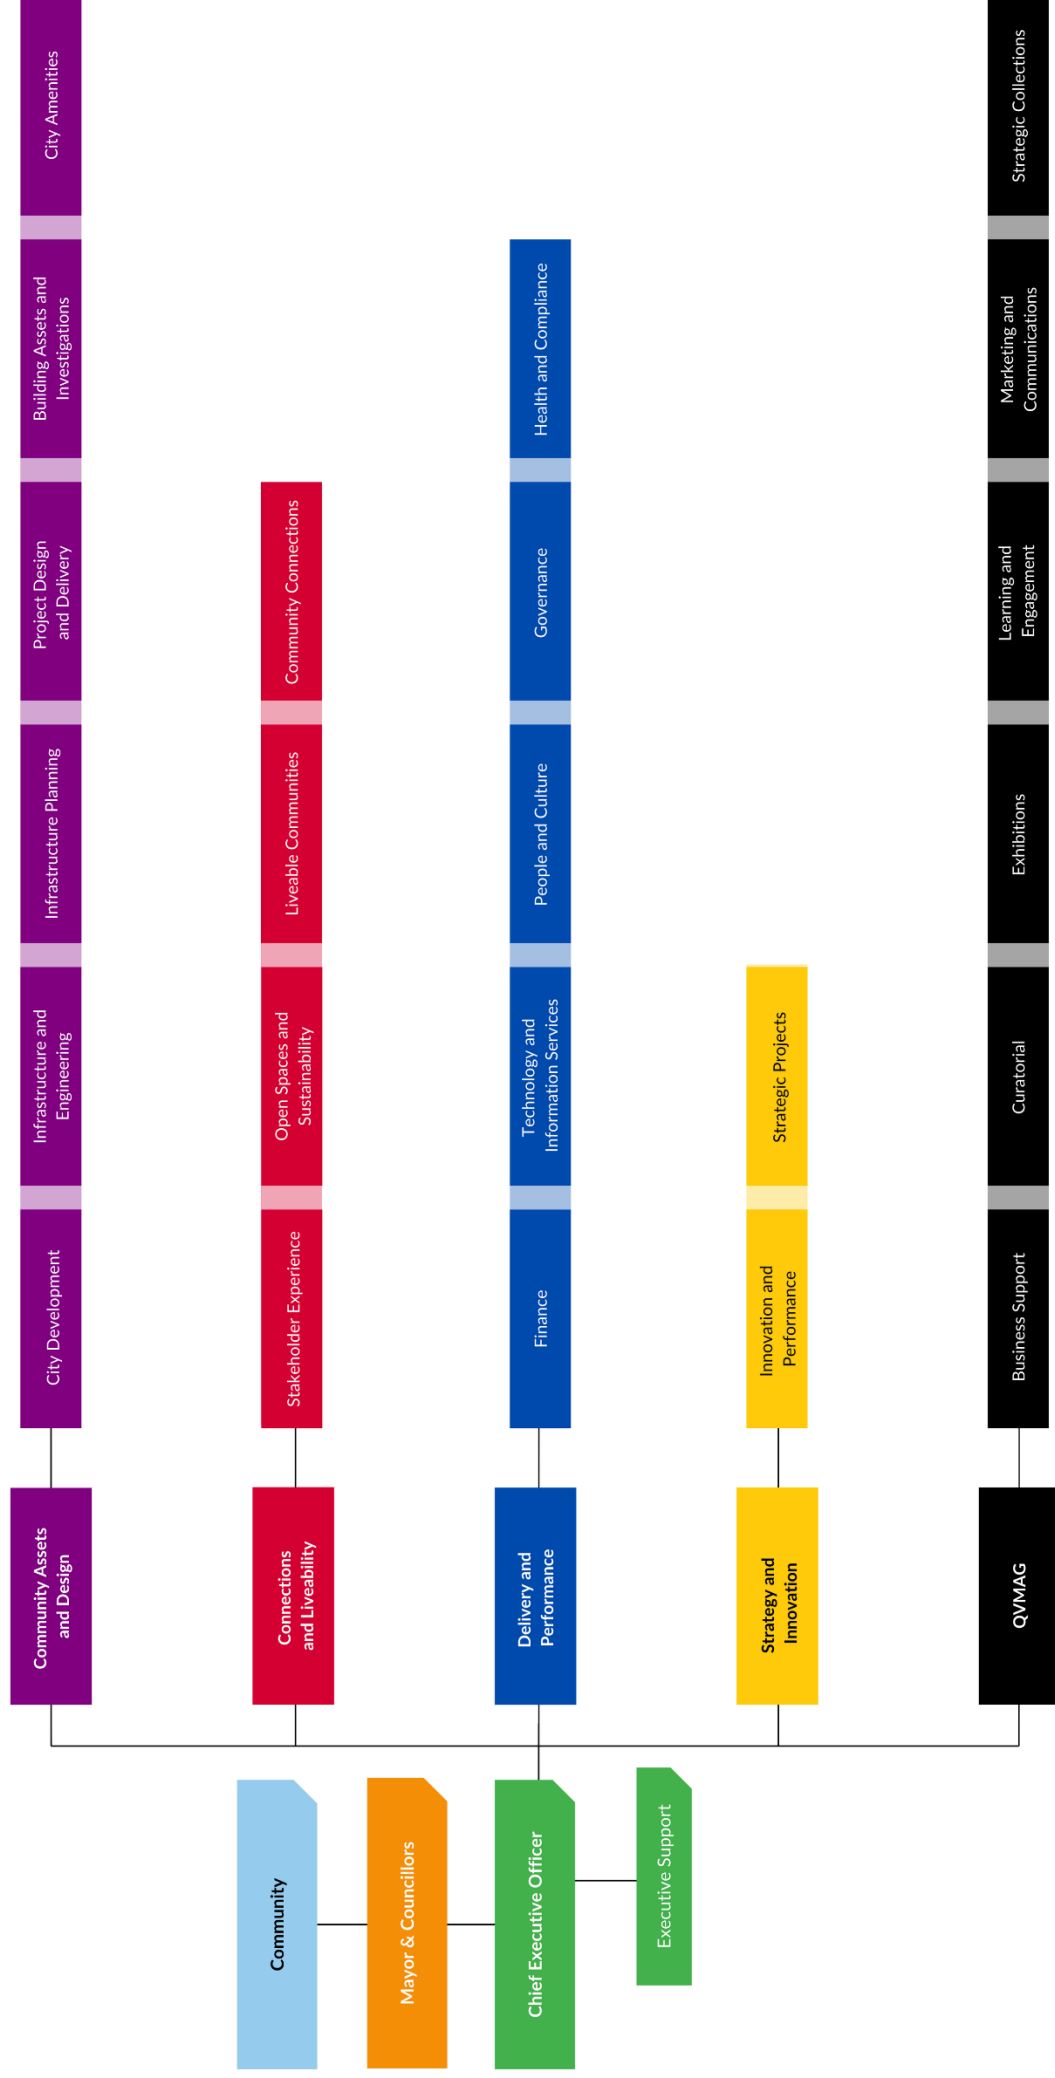 Community
Mayor & Councillors
Chief Executive Officer
Executive Support
Community Assets
and Design
City Development
Infrastructure and
Engineering
Infrastructure Planning
Project Design
and Delivery
Building Assets and
Investigations
City Amenities
Connections
and Liveability
Stakeholder Experience
Open Spaces and
Sustainability
Liveable Communities
Community Connections
Delivery and
Performance
Finance
Technology and
Information Services
People and Culture
Governance
Health and Compliance
Strategy and
Innovation
Innovation and
Performance
Strategic Projects
QVMAG
Business Support
Curatorial
Exhibitions
Learning and
Engagement
Marketing and
Communications
Strategic Collections